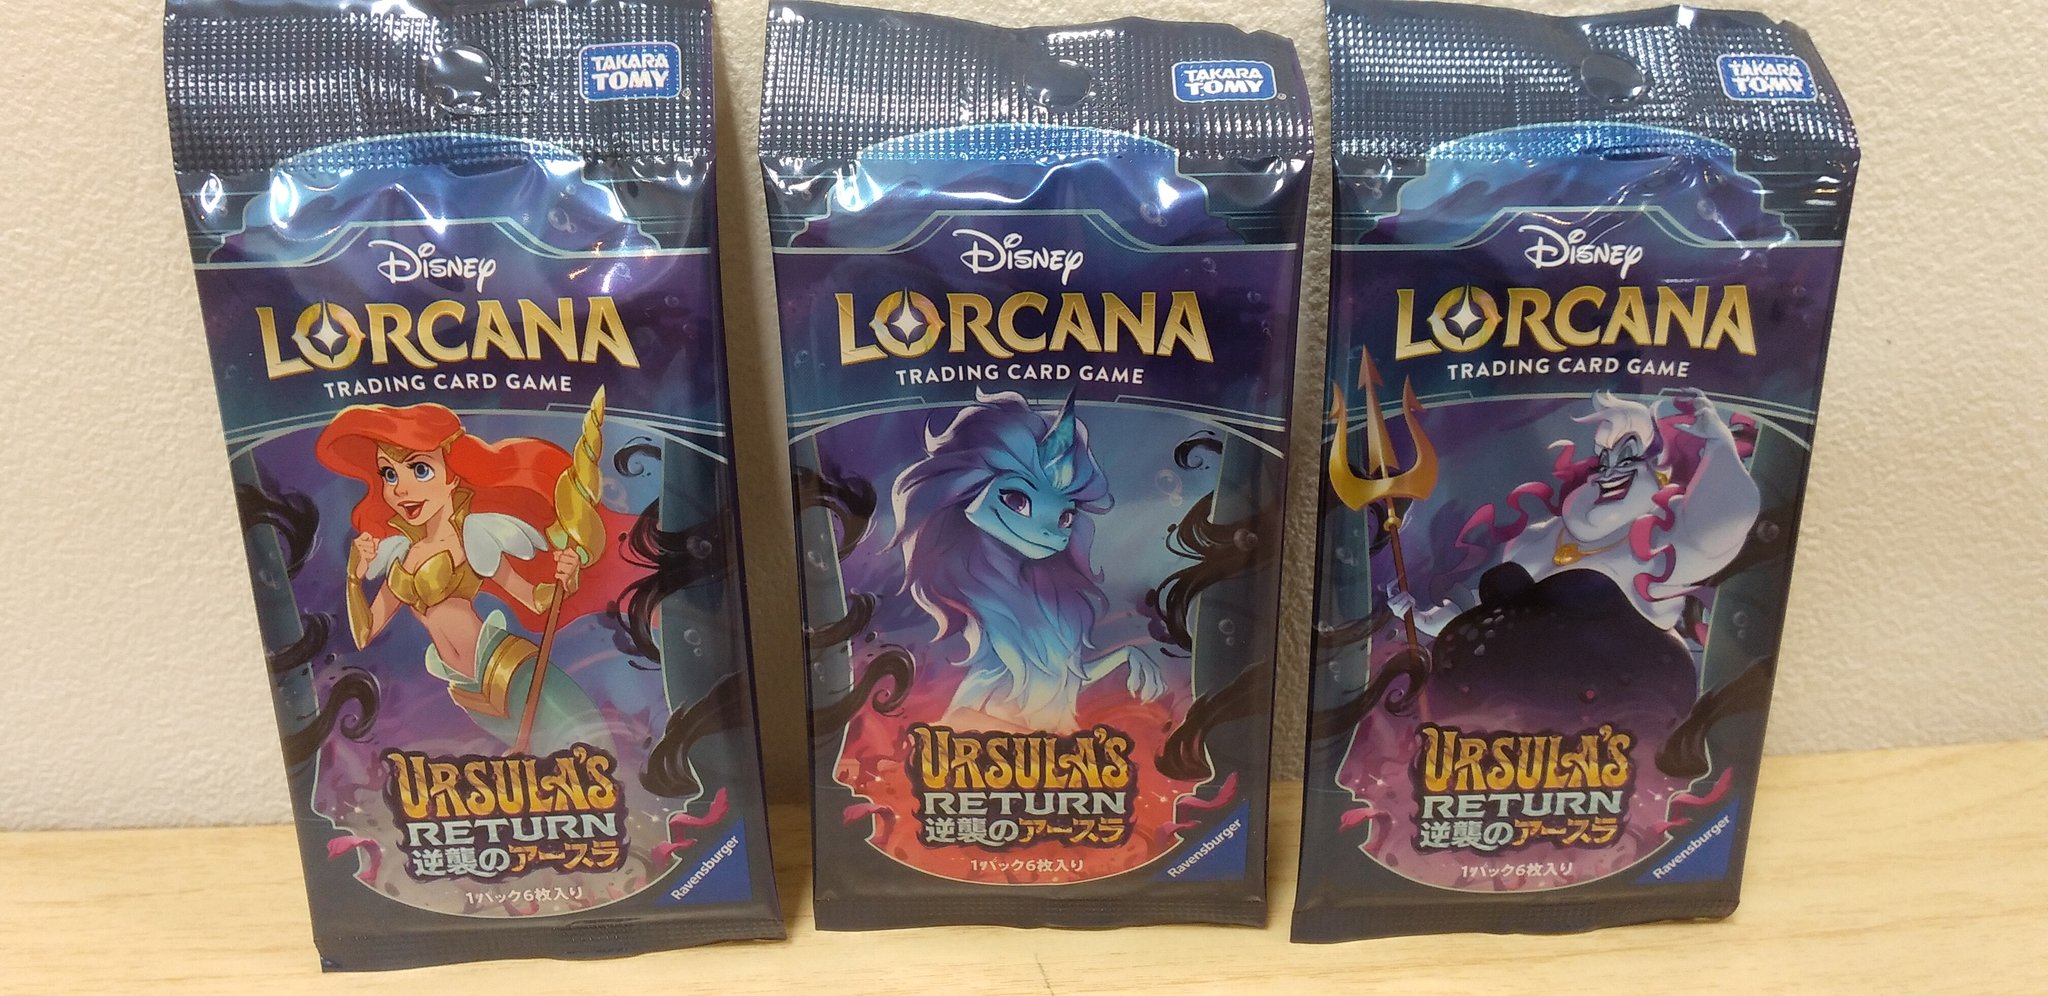 TAKARA
TOMY
Disney
LORCANA
TRADING CARD GAME
URSULA'S
RETURN
逆襲のアースラ
1パック6枚入り
Ravensburger
TAKARA
TOMY
Disney
LORCANA
TRADING CARD GAME
URSULA'S
RETURN
逆襲のアースラ
1パック6枚入り
Ravensburger
TAKARA
TOMY
Disney
LORCANA
TRADING CARD GAME
URSULA'S
RETURN
逆襲のアースラ
1パック6枚入り
Ravensburger